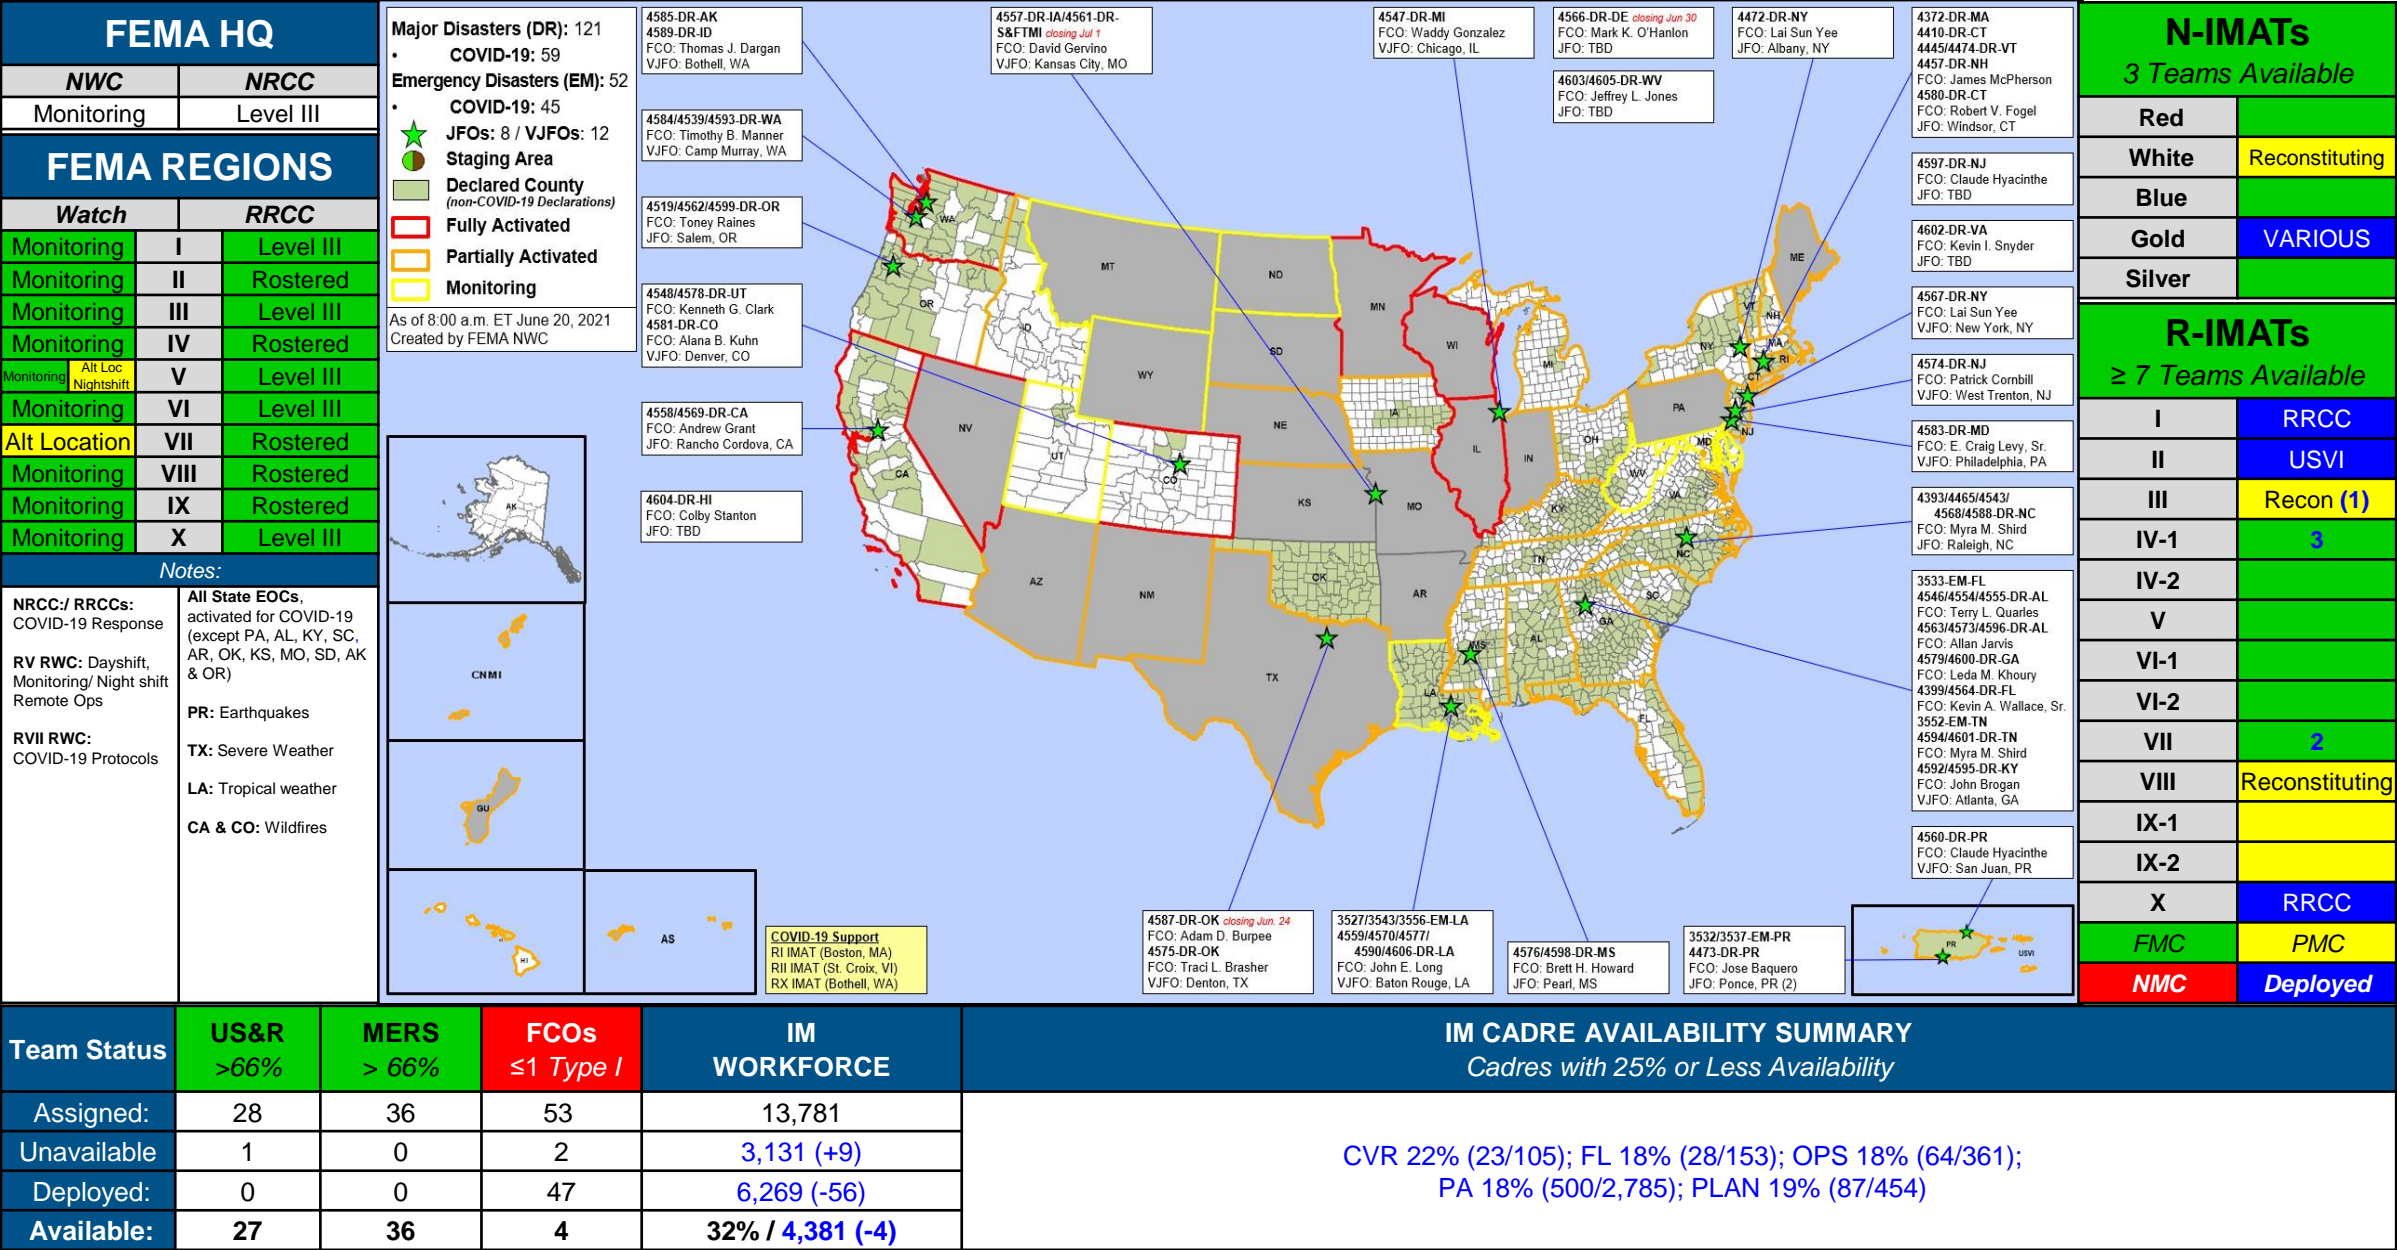 FEMA HQ
NWC NRCC
Monitoring Level III
FEMA REGIONS
Watch RRCC
Monitoring I Level III
Monitoring II Rostered
Monitoring III Level III
Monitoring IV Rostered
Monitoring Alt Loc Nightshift V Level III
Monitoring VI Level III
Alt Location VII Rostered
Monitoring VIII Rostered
Monitoring IX Rostered
Monitoring X Level III
Notes:
NRCC:/ RRCCs:
COVID-19 Response
RV RWC: Dayshift,
Monitoring/ Night shift
Remote Ops
RVII RWC:
COVID-19 Protocols
All State EOCs,
activated for COVID-19
(except PA, AL, KY, SC,
AR, OK, KS, MO, SD, AK
& OR)
PR: Earthquakes
TX: Severe Weather
LA: Tropical weather
CA & CO: Wildfires
Major Disasters (DR): 121
• COVID-19: 59
Emergency Disasters (EM): 52
• COVID-19: 45
JFOs: 8 / VJFOs: 12
Staging Area
Declared County
(non-COVID-19 Declarations)
Fully Activated
Partially Activated
Monitoring
As of 8:00 a.m. ET June 20, 2021
Created by FEMA NWC
4585-DR-AK
4589-DR-ID
FCO: Thomas J. Dargan
VJFO: Bothell, WA
4584/4539/4593-DR-WA
FCO: Timothy B. Manner
VJFO: Camp Murray, WA
4519/4562/4599-DR-OR
FCO: Toney Raines
JFO: Salem, OR
4548/4578-DR-UT
FCO: Kenneth G. Clark
4581-DR-CO
FCO: Alana B. Kuhn
VJFO: Denver, CO
4558/4569-DR-CA
FCO: Andrew Grant
JFO: Rancho Cordova, CA
4604-DR-HI
FCO: Colby Stanton
JFO: TBD
4557-DR-IA/4561-DR-
S&FTMI closing Jul 1
FCO: David Gervino
VJFO: Kansas City, MO
4547-DR-MI
FCO: Waddy Gonzalez
VJFO: Chicago, IL
4566-DR-DE closing Jun 30
FCO: Mark K. O'Hanlon
JFO: TBD
4603/4605-DR-WV
FCO: Jeffrey L. Jones
JFO: TBD
4472-DR-NY
FCO: Lai Sun Yee
JFO: Albany, NY
4372-DR-MA
4410-DR-CT
4445/4474-DR-VT
4457-DR-NH
FCO: James McPherson
4580-DR-CT
FCO: Robert V. Fogel
JFO: Windsor, CT
4597-DR-NJ
FCO: Claude Hyacinthe
JFO: TBD
4602-DR-VA
FCO: Kevin I. Snyder
JFO: TBD
4567-DR-NY
FCO: Lai Sun Yee
VJFO: New York, NY
4574-DR-NJ
FCO: Patrick Cornbill
VJFO: West Trenton, NJ
4583-DR-MD
FCO: E. Craig Levy, Sr.
VJFO: Philadelphia, PA
4393/4465/4543/
4568/4588-DR-NC
FCO: Myra M. Shird
JFO: Raleigh, NC
3533-EM-FL
4546/4554/4555-DR-AL
FCO: Terry L. Quarles
4563/4573/4596-DR-AL
FCO: Allan Jarvis
4579/4600-DR-GA
FCO: Leda M. Khoury
4399/4564-DR-FL
FCO: Kevin A. Wallace, Sr.
3552-EM-TN
4594/4601-DR-TN
FCO: Myra M. Shird
4592/4595-DR-KY
FCO: John Brogan
VJFO: Atlanta, GA
4560-DR-PR
FCO: Claude Hyacinthe
VJFO: San Juan, PR
WA
OR
ID
MT
ND
SD
WY
NE
NV
UT
CO
CA
AZ
NM
KS
OK
TX
MN
WI
IA
IL
MO
AR
LA
MI
IN
OH
KY
TN
MS
AL
GA
FL
SC
NC
VA
WV
MD
PA
NJ
NY
CT
RI
MA
VT
NH
ME
AK
CNMI
GU
HI
AS
PR
USVI
COVID-19 Support
RI IMAT (Boston, MA)
RII IMAT (St. Croix, VI)
RX IMAT (Bothell, WA)
4587-DR-OK closing Jun. 24
FCO: Adam D. Burpee
4575-DR-OK
FCO: Traci L. Brasher
VJFO: Denton, TX
3527/3543/3556-EM-LA
4559/4570/4577/
4590/4606-DR-LA
FCO: John E. Long
VJFO: Baton Rouge, LA
4576/4598-DR-MS
FCO: Brett H. Howard
JFO: Pearl, MS
3532/3537-EM-PR
4473-DR-PR
FCO: Jose Baquero
JFO: Ponce, PR (2)
N-IMATs
3 Teams Available
Red
White Reconstituting
Blue
Gold VARIOUS
Silver
R-IMATs
≥ 7 Teams Available
I RRCC
II USVI
III Recon (1)
IV-1 3
IV-2
V
VI-1
VI-2
VII 2
VIII Reconstituting
IX-1
IX-2
X RRCC
FMC PMC
NMC Deployed
Team Status
US&R
>66%
MERS
> 66%
FCOs
≤1 Type I
IM
WORKFORCE
IM CADRE AVAILABILITY SUMMARY
Cadres with 25% or Less Availability
Assigned: 28 36 53 13,781
Unavailable 1 0 2 3,131 (+9)
Deployed: 0 0 47 6,269 (-56)
Available: 27 36 4 32% / 4,381 (-4)
CVR 22% (23/105); FL 18% (28/153); OPS 18% (64/361);
PA 18% (500/2,785); PLAN 19% (87/454)